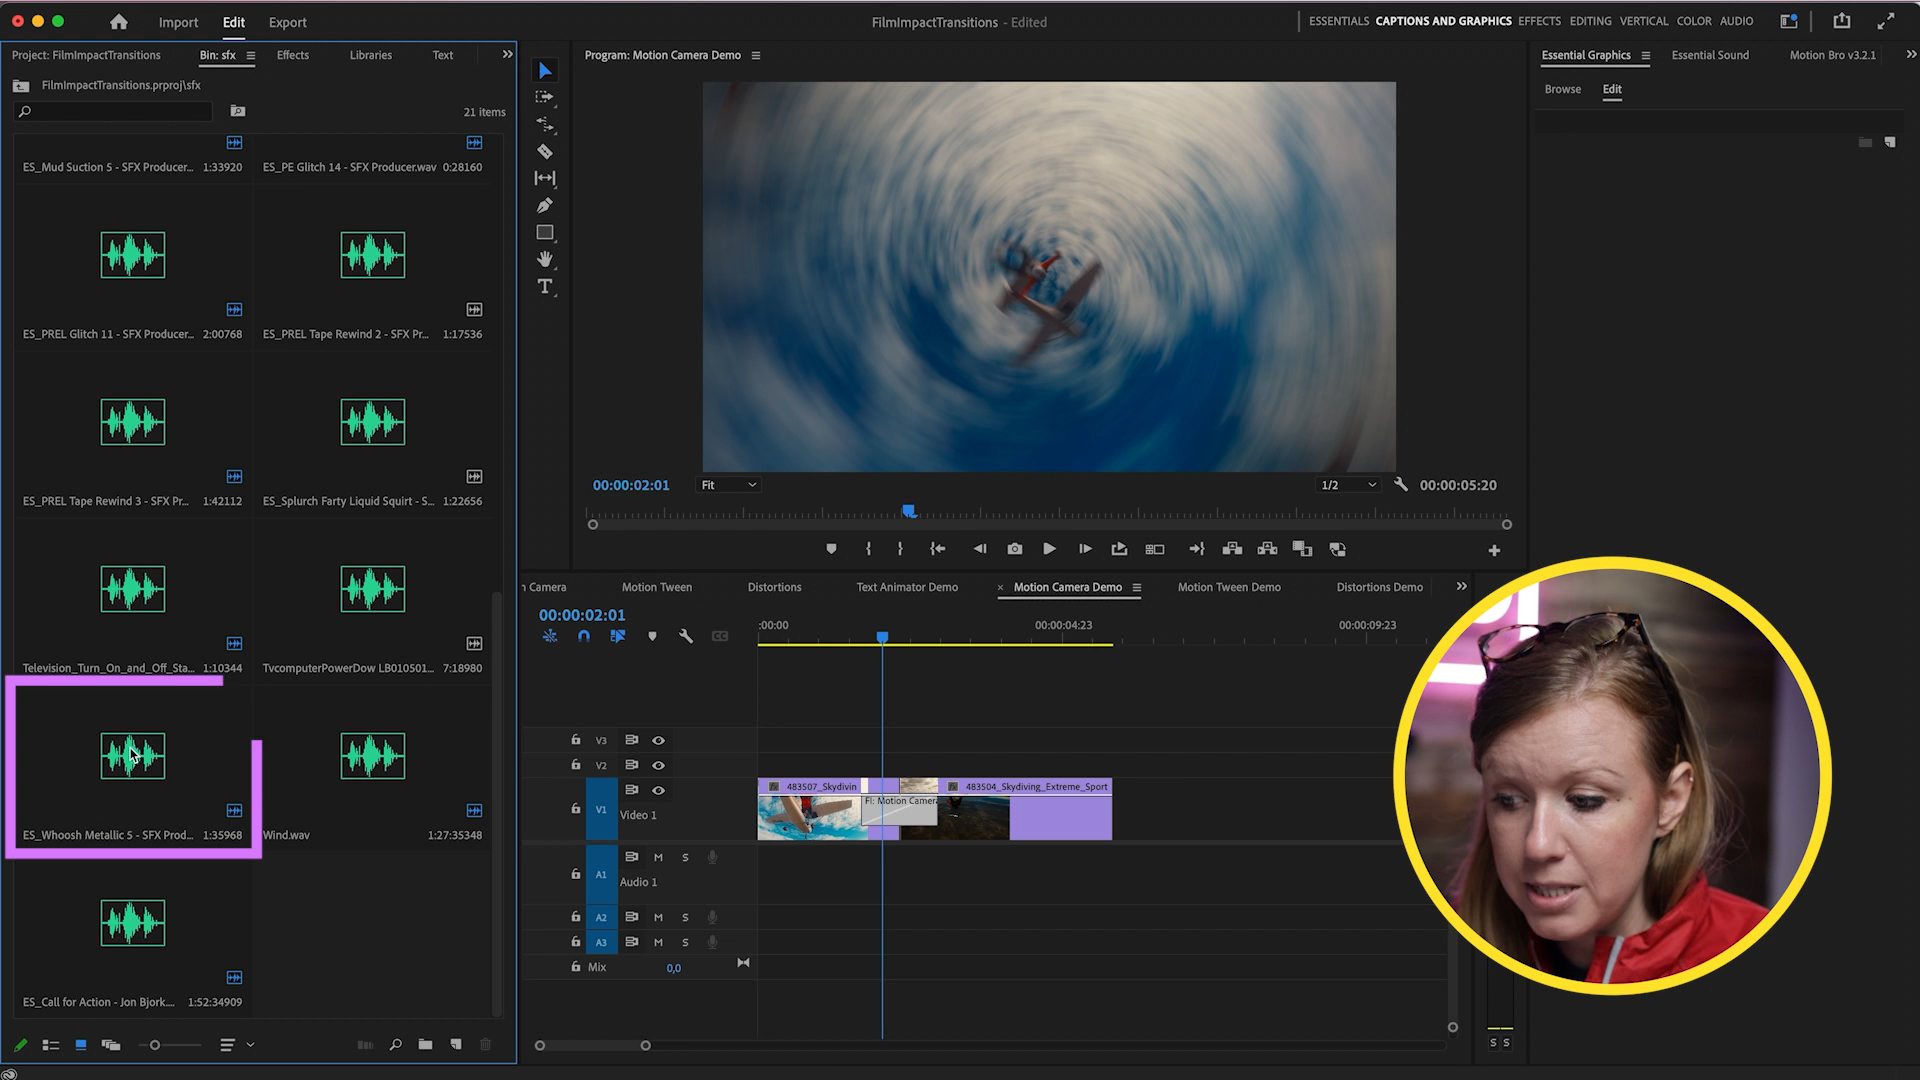 Import Edit Export
FilmImpactTransitions - Edited
ESSENTIALS CAPTIONS AND GRAPHICS EFFECTS EDITING VERTICAL COLOR AUDIO
Project: FilmImpactTransitions Bin: sfx Effects Libraries Text
FilmImpactTransitions.prproj\sfx
21 items
ES_Mud Suction 5 - SFX Producer... 1:33920
ES_PE Glitch 14 - SFX Producer.wav 0:28160
ES_PREL Glitch 11 - SFX Producer... 2:00768
ES_PREL Tape Rewind 2 - SFX Pr... 1:17536
ES_PREL Tape Rewind 3 - SFX Pr... 1:42112
ES_Splurch Farty Liquid Squirt - S... 1:22656
Television_Turn_On_and_Off_Sta... 1:10344
TvcomputerPowerDow LB010501... 7:18980
ES_Whoosh Metallic 5 - SFX Prod... 1:35968
Wind.wav 1:27:35348
ES_Call for Action - Jon Bjork.... 1:52:34909
Program: Motion Camera Demo
00:00:02:01 Fit 1/2 00:00:05:20
Essential Graphics Essential Sound Motion Bro v3.2.1
Browse Edit
n Camera Motion Tween Distortions Text Animator Demo × Motion Camera Demo Motion Tween Demo Distortions Demo
00:00:02:01
:00:00 00:00:04:23 00:00:09:23
CC
V3
V2
483507_Skydivin 483504_Skydiving_Extreme_Sport
FI: Motion Camera
V1 Video 1
M S
A1 Audio 1
A2 M S
A3 M S
Mix 0,0
S S